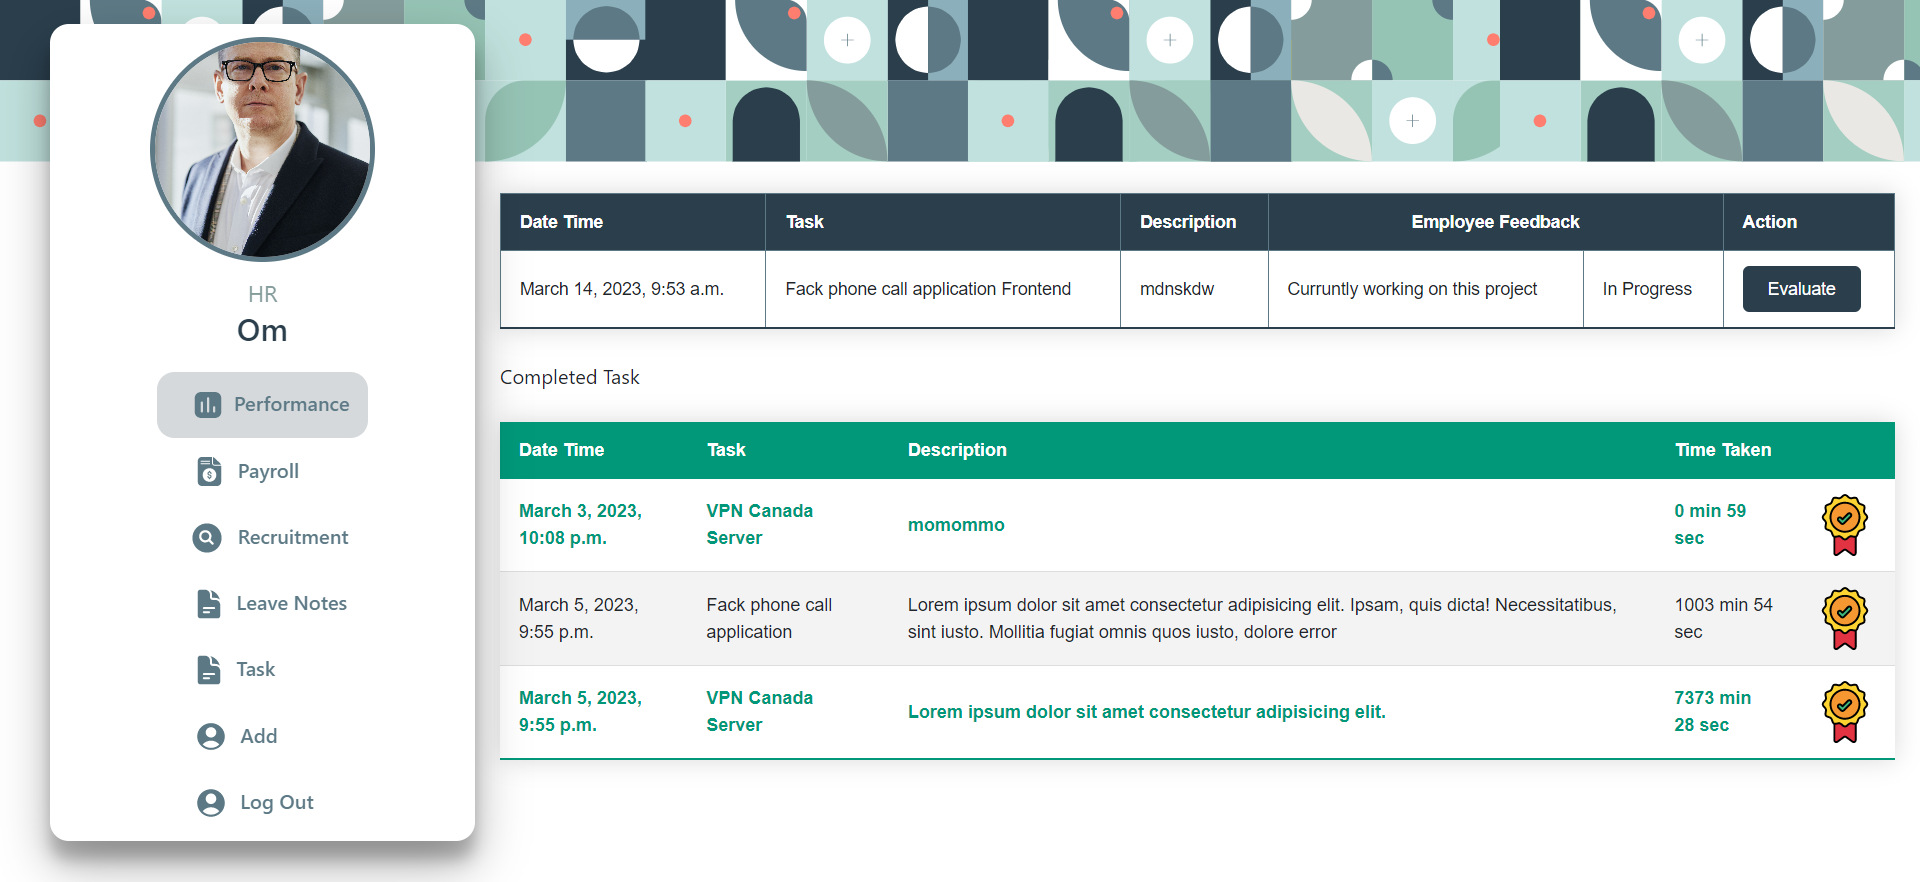 HR
Om
Performance
Payroll
Recruitment
Leave Notes
Task
Add
Log Out
Date Time Task Description Employee Feedback Action
March 14, 2023, 9:53 a.m. Fack phone call application Frontend mdnskdw Curruntly working on this project In Progress Evaluate
Completed Task
Date Time Task Description Time Taken
March 3, 2023, VPN Canada momommo 0 min 59
10:08 p.m. Server sec
March 5, 2023, Fack phone call Lorem ipsum dolor sit amet consectetur adipisicing elit. Ipsam, quis dicta! Necessitatibus, 1003 min 54
9:55 p.m. application sint iusto. Mollitia fugiat omnis quos iusto, dolore error sec
March 5, 2023, VPN Canada Lorem ipsum dolor sit amet consectetur adipisicing elit. 7373 min
9:55 p.m. Server 28 sec